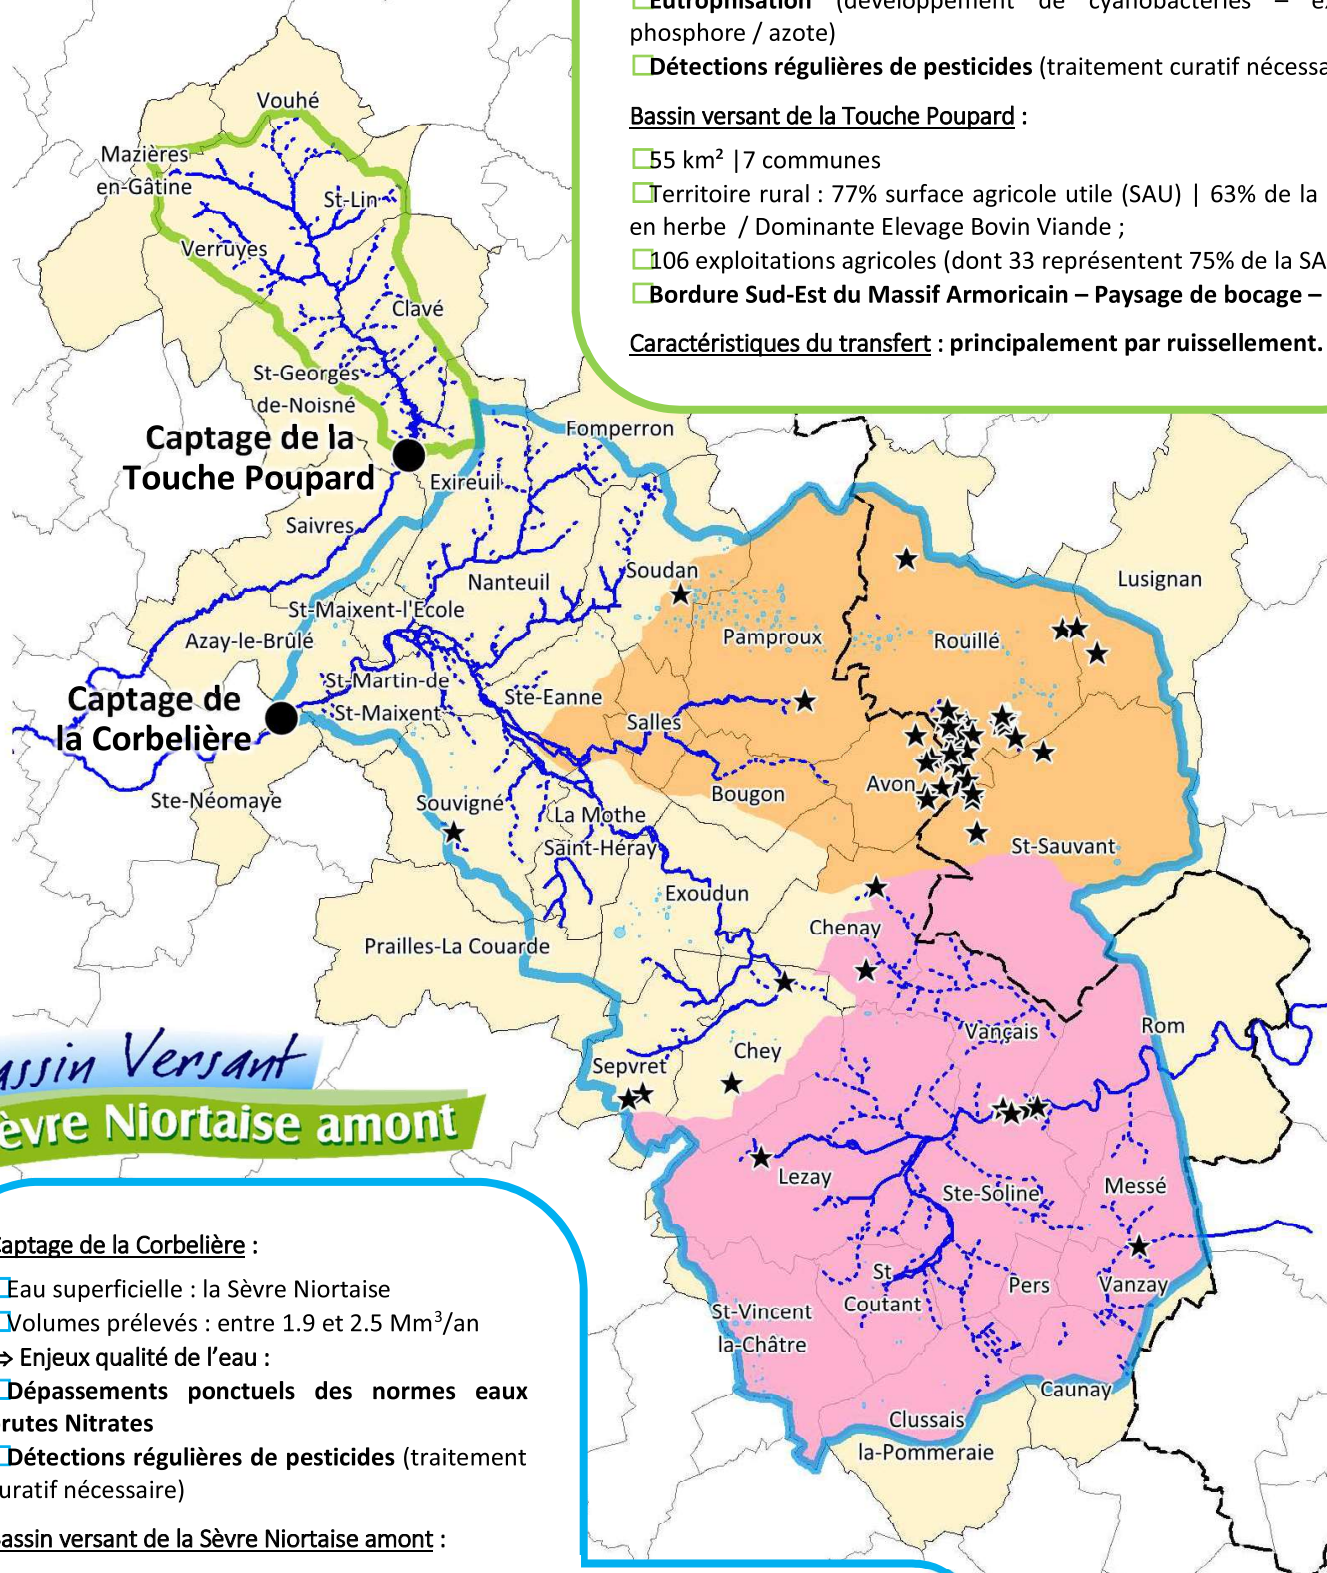 phosphore / azote)
Détections régulières de pesticides (traitement curatif
Bassin versant de la Touche Poupard :
55 km² |7 communes
Territoire rural : 77% surface agricole utile (SAU) | 63% de la
en herbe / Dominante Elevage Bovin Viande ;
106 exploitations agricoles (dont 33 représentent 75% de la
Bordure Sud-Est du Massif Armoricain – Paysage de bocage –
Caractéristiques du transfert : principalement par ruissellement.
Vouhé
Mazières
en-Gâtine
St-Lin
Verruyes
Clavé
St-Georges
de-Noisné
Captage de la
Touche Poupard
Fomperron
Exireuil
Saivres
Nanteuil
Soudan
Lusignan
St-Maixent-l'Ecole
Azay-le-Brûlé
Pamproux
Rouillé
St-Martin-de
St-Maixent
Ste-Eanne
Captage de
la Corbelière
Salles
Ste-Néomaye
Souvigné
Bougon
Avon
La Mothe
Saint-Héray
St-Sauvant
Exoudun
Chenay
Prailles-La Couarde
Vançais
Rom
Chey
Sepvret
Versant
Niortaise amont
Lezay
Ste-Soline
Messé
St
Coutant
Pers
Vanzay
St-Vincent
la-Châtre
Caunay
Clussais
la-Pommeraie
de la Corbelière :
Eau superficielle : la Sèvre Niortaise
Volumes prélevés : entre 1.9 et 2.5 Mm³/an
⇒ Enjeux qualité de l’eau :
Dépassements ponctuels des normes eaux
Nitrates
Détections régulières de pesticides (traitement
nécessaire)
versant de la Sèvre Niortaise amont :